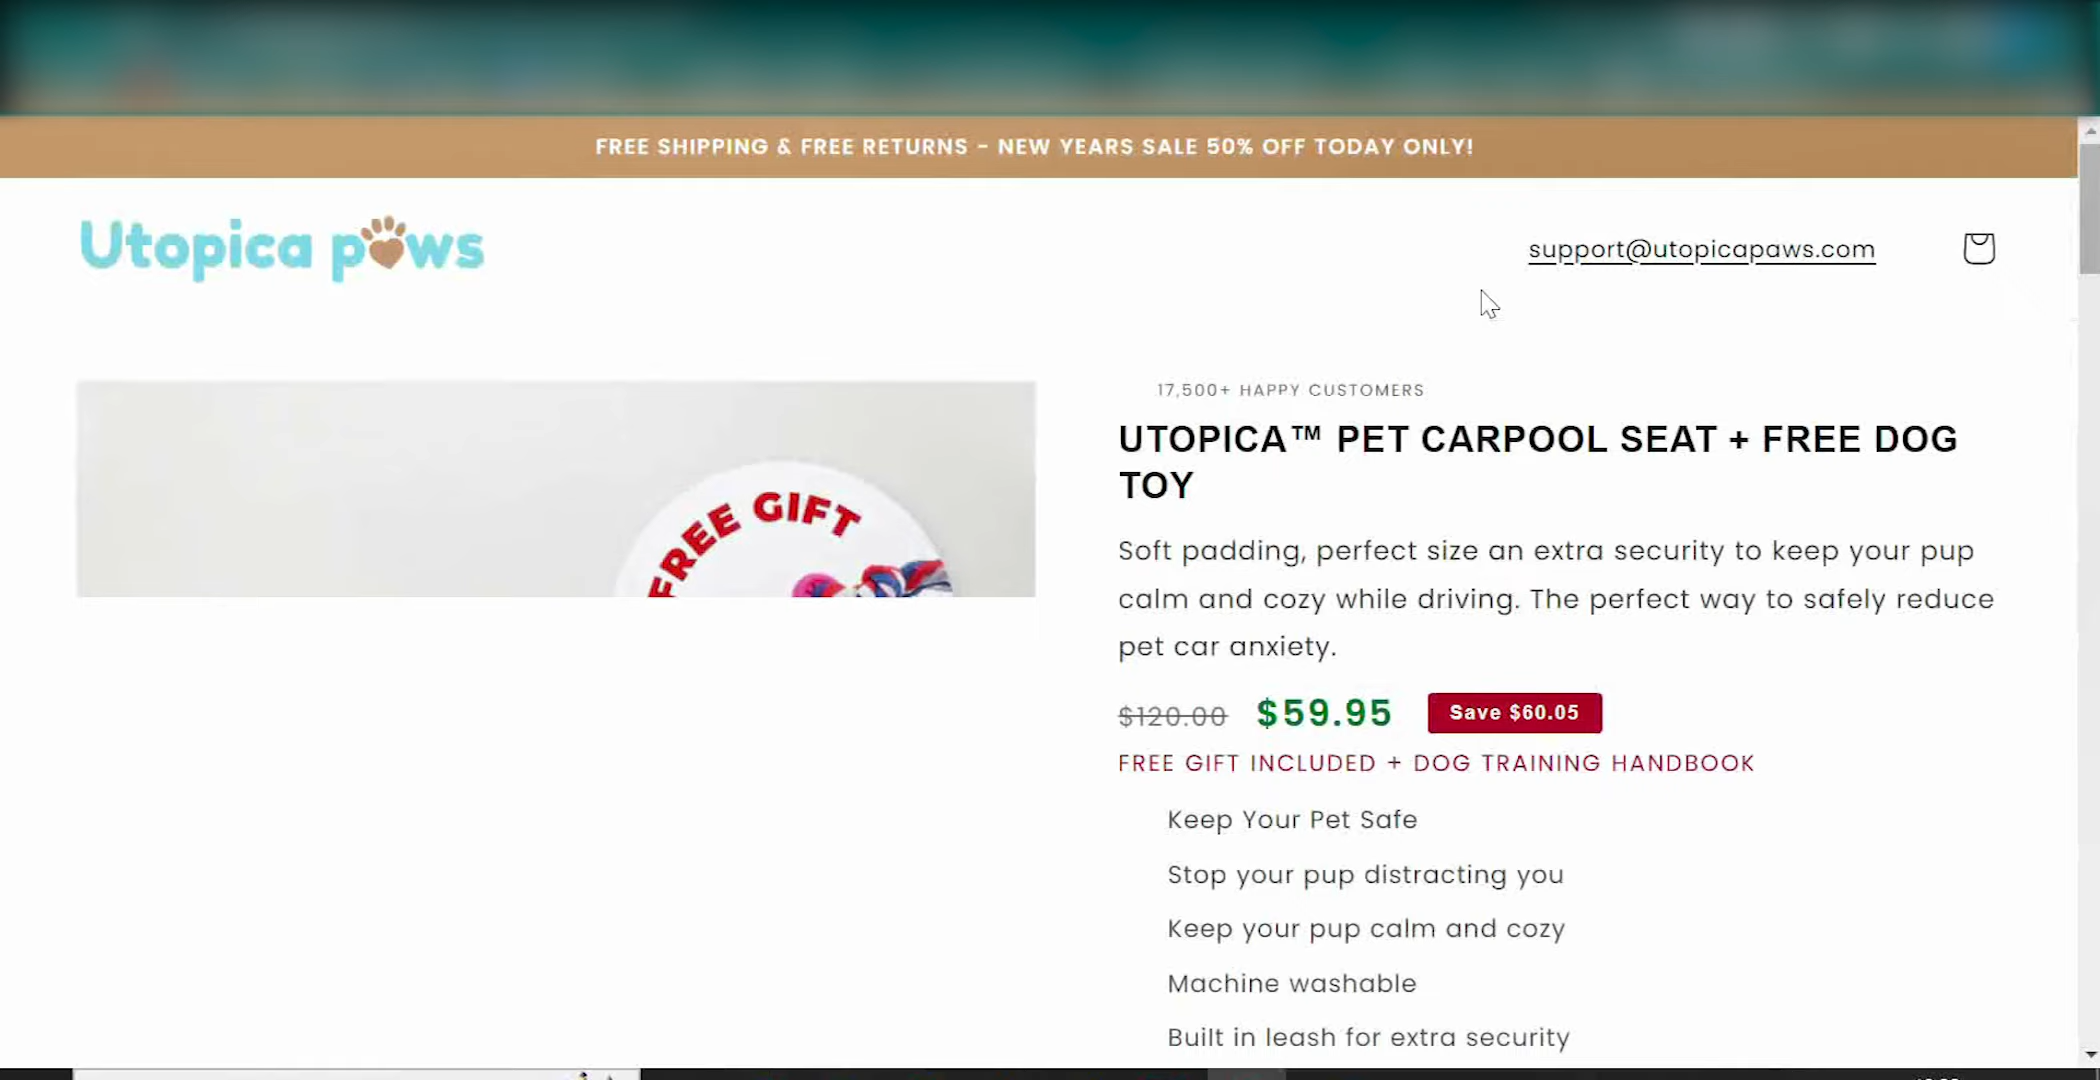 FREE SHIPPING & FREE RETURNS - NEW YEARS SALE 50% OFF TODAY ONLY!
Utopica paws
support@utopicapaws.com
FREE GIFT
17,500+ HAPPY CUSTOMERS
UTOPICA™ PET CARPOOL SEAT + FREE DOG
TOY
Soft padding, perfect size an extra security to keep your pup
calm and cozy while driving. The perfect way to safely reduce
pet car anxiety.
$120.00 $59.95 Save $60.05
FREE GIFT INCLUDED + DOG TRAINING HANDBOOK
Keep Your Pet Safe
Stop your pup distracting you
Keep your pup calm and cozy
Machine washable
Built in leash for extra security